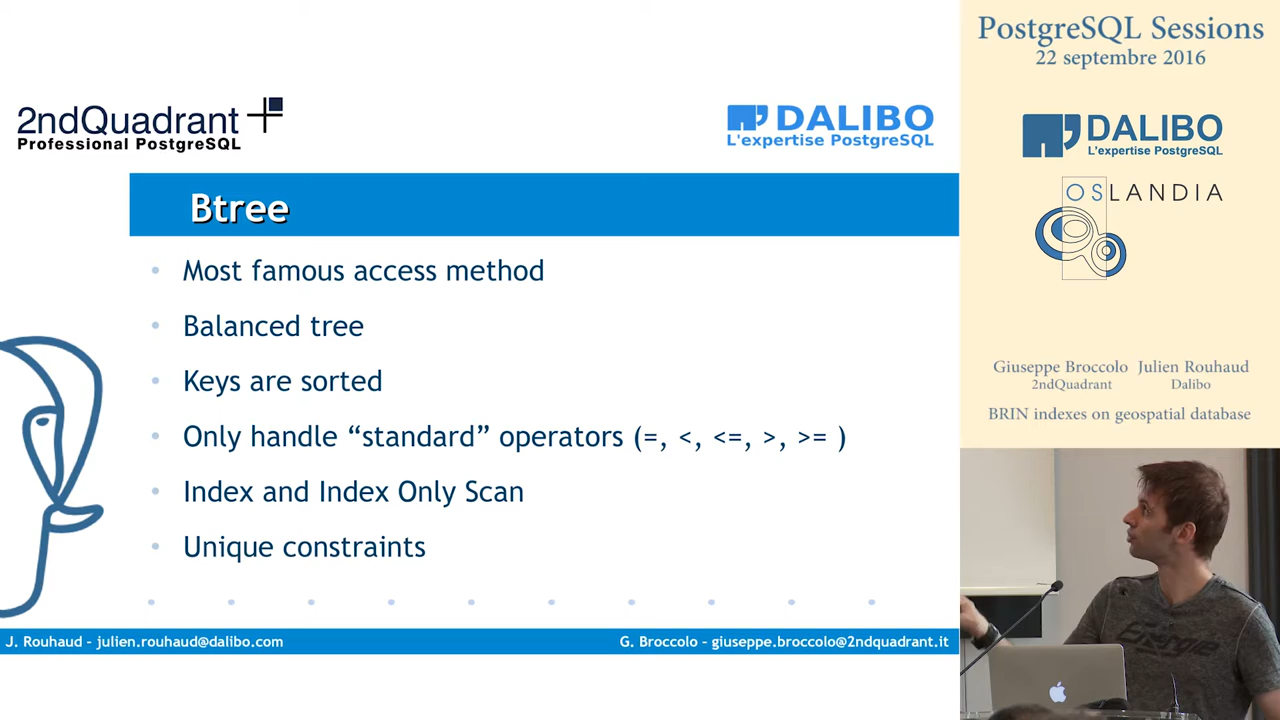 2ndQuadrant
Professional PostgreSQL
DALIBO
L'expertise PostgreSQL
Btree
Most famous access method
Balanced tree
Keys are sorted
Only handle “standard” operators (=, <, <=, >, >= )
Index and Index Only Scan
Unique constraints
J. Rouhaud – julien.rouhaud@dalibo.com
G. Broccolo – giuseppe.broccolo@2ndquadrant.it
PostgreSQL Sessions
22 septembre 2016
DALIBO
L'expertise PostgreSQL
OSLANDIA
Giuseppe Broccolo Julien Rouhaud
2ndQuadrant Dalibo
BRIN indexes on geospatial database